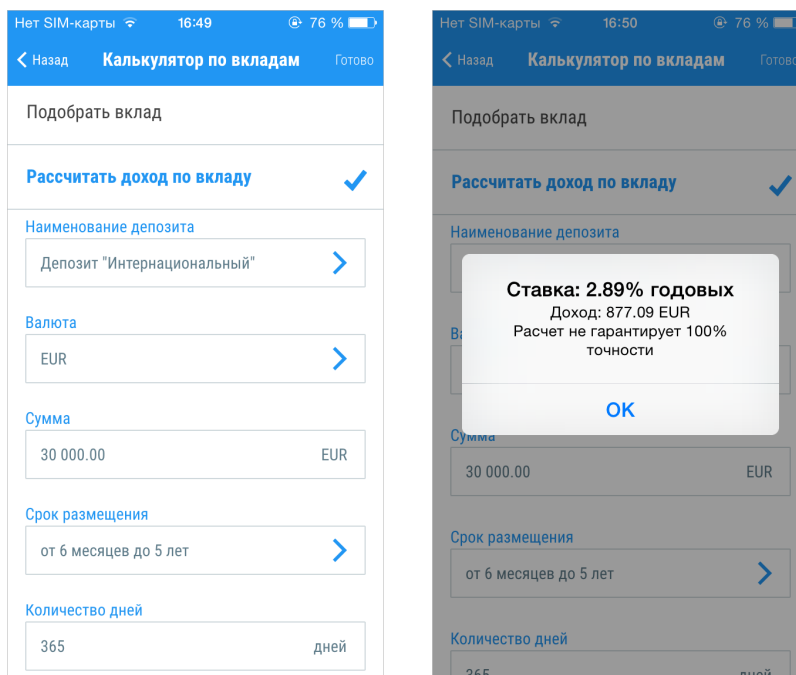 Нет SIM-карты 16:49 76 %
Назад Калькулятор по вкладам Готово
Подобрать вклад
Рассчитать доход по вкладу
Наименование депозита
Депозит "Интернациональный"
Валюта
EUR
Сумма
30 000.00 EUR
Срок размещения
от 6 месяцев до 5 лет
Количество дней
365 дней
Нет SIM-карты 16:50 76 %
Назад Калькулятор по вкладам Готово
Подобрать вклад
Рассчитать доход по вкладу
Наименование депозита
Ставка: 2.89% годовых
Доход: 877.09 EUR
Расчет не гарантирует 100%
точности
OK
Сумма
30 000.00 EUR
Срок размещения
от 6 месяцев до 5 лет
Количество дней
365 дней